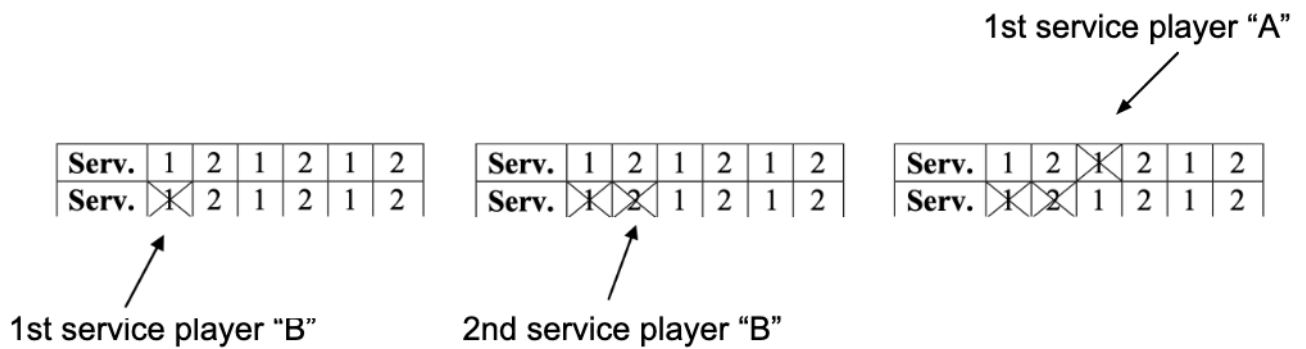 1st service player “A”
Serv. 1 2 1 2 1 2
Serv. 1 2 1 2 1 2
Serv. 1 2 1 2 1 2
Serv. 1 2 1 2 1 2
Serv. 1 2 1 2 1 2
Serv. 1 2 1 2 1 2
1st service player “B”
2nd service player “B”